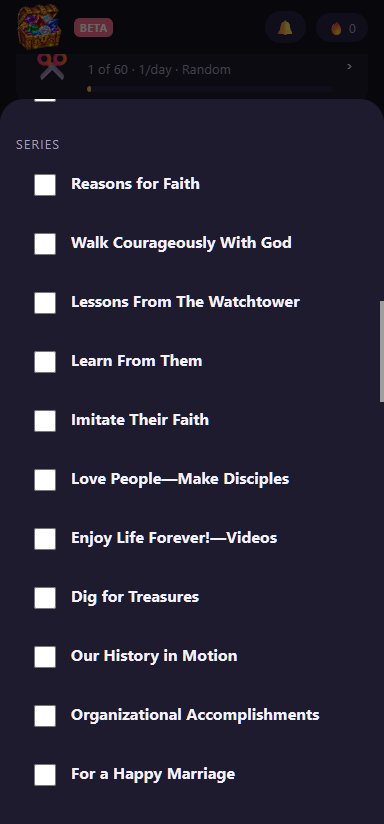 BETA
0
1 of 60 · 1/day · Random
SERIES
Reasons for Faith
Walk Courageously With God
Lessons From The Watchtower
Learn From Them
Imitate Their Faith
Love People—Make Disciples
Enjoy Life Forever!—Videos
Dig for Treasures
Our History in Motion
Organizational Accomplishments
For a Happy Marriage